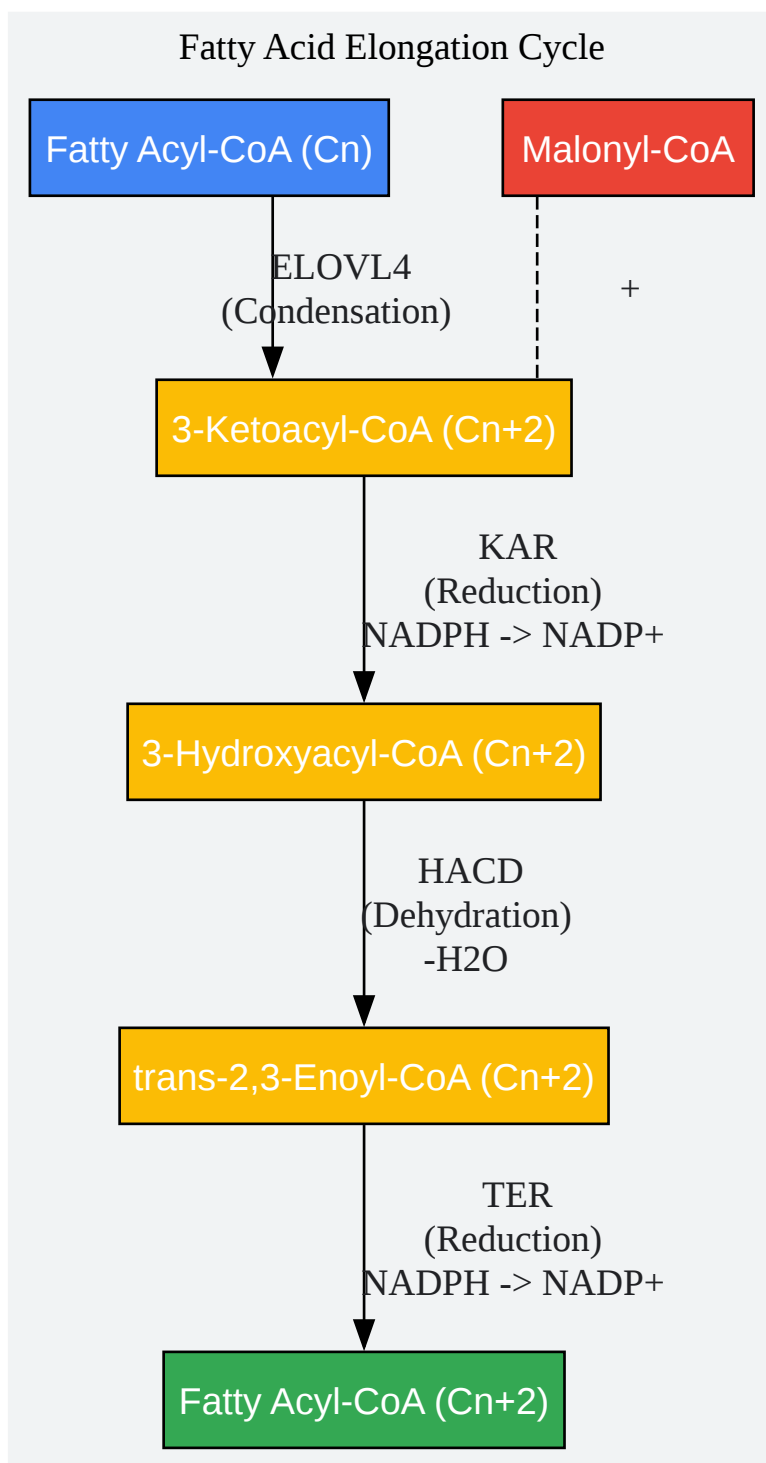 Fatty Acid Elongation Cycle
Fatty Acyl-CoA (Cn)
Malonyl-CoA
ELOVL4
(Condensation)
+
3-Ketoacyl-CoA (Cn+2)
KAR
(Reduction)
NADPH -> NADP+
3-Hydroxyacyl-CoA (Cn+2)
HACD
(Dehydration)
-H2O
trans-2,3-Enoyl-CoA (Cn+2)
TER
(Reduction)
NADPH -> NADP+
Fatty Acyl-CoA (Cn+2)